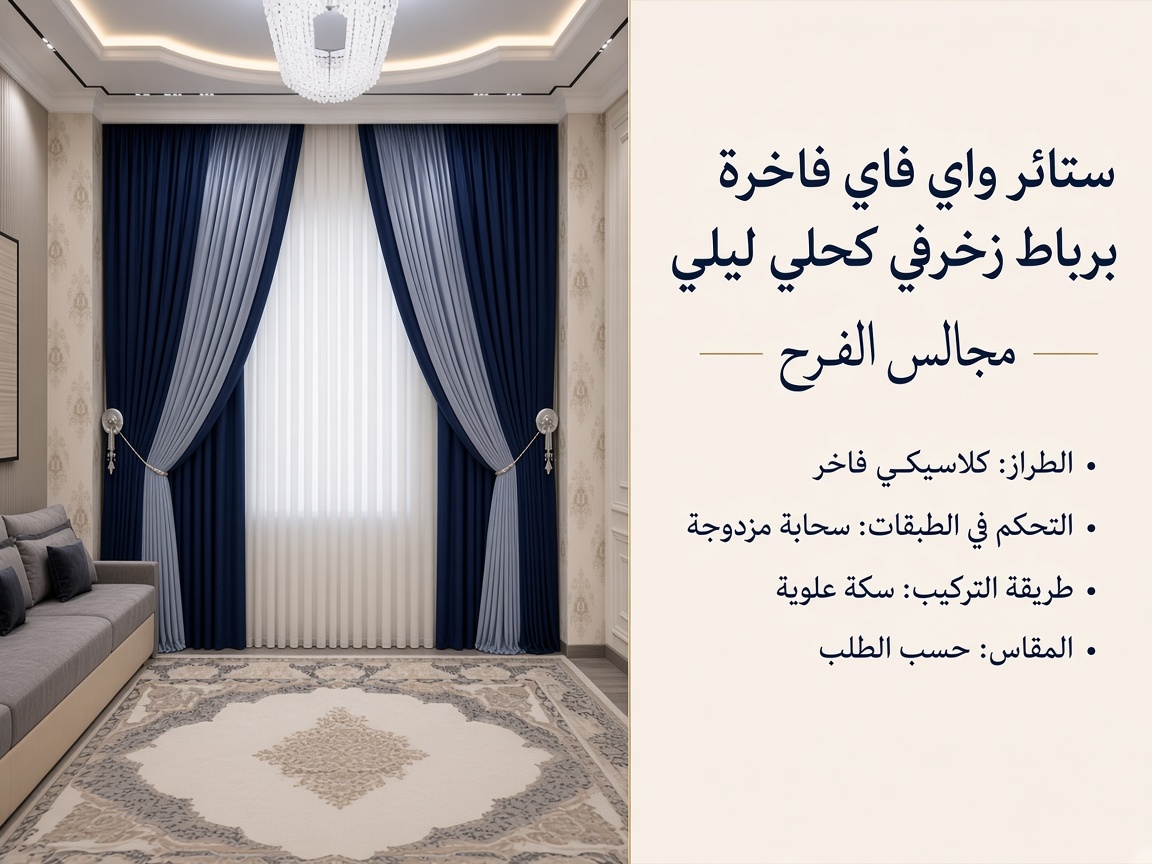 ستائر واي فاي فاخرة
برباط زخرفي كحلي ليلي
مجالس الفرح
• الطراز: كلاسيكي فاخر
• التحكم في الطبقات: سحابة مزدوجة
• طريقة التركيب: سكة علوية
• المقاس: حسب الطلب